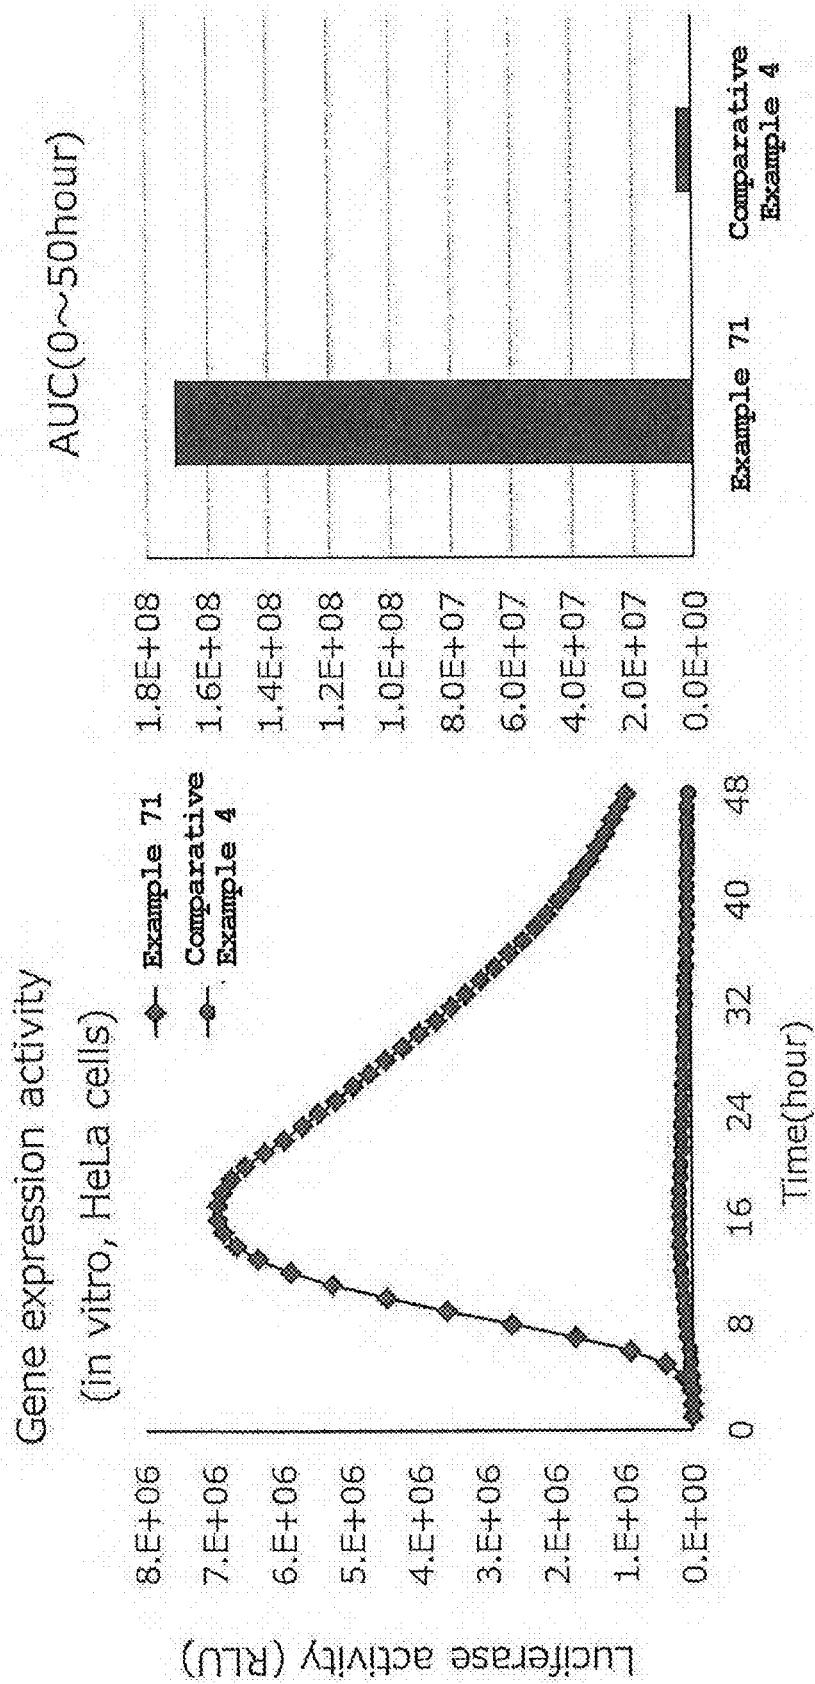 Gene expression activity
(in vitro, HeLa cells)
Luciferase activity (RLU)
8.E+06
7.E+06
6.E+06
5.E+06
4.E+06
3.E+06
2.E+06
1.E+06
0.E+00
Example 71
Comparative
Example 4
0
8
16
24
32
40
48
Time(hour)
AUC(0~50hour)
1.8E+08
1.6E+08
1.4E+08
1.2E+08
1.0E+08
8.0E+07
6.0E+07
4.0E+07
2.0E+07
0.0E+00
Example 71
Comparative
Example 4